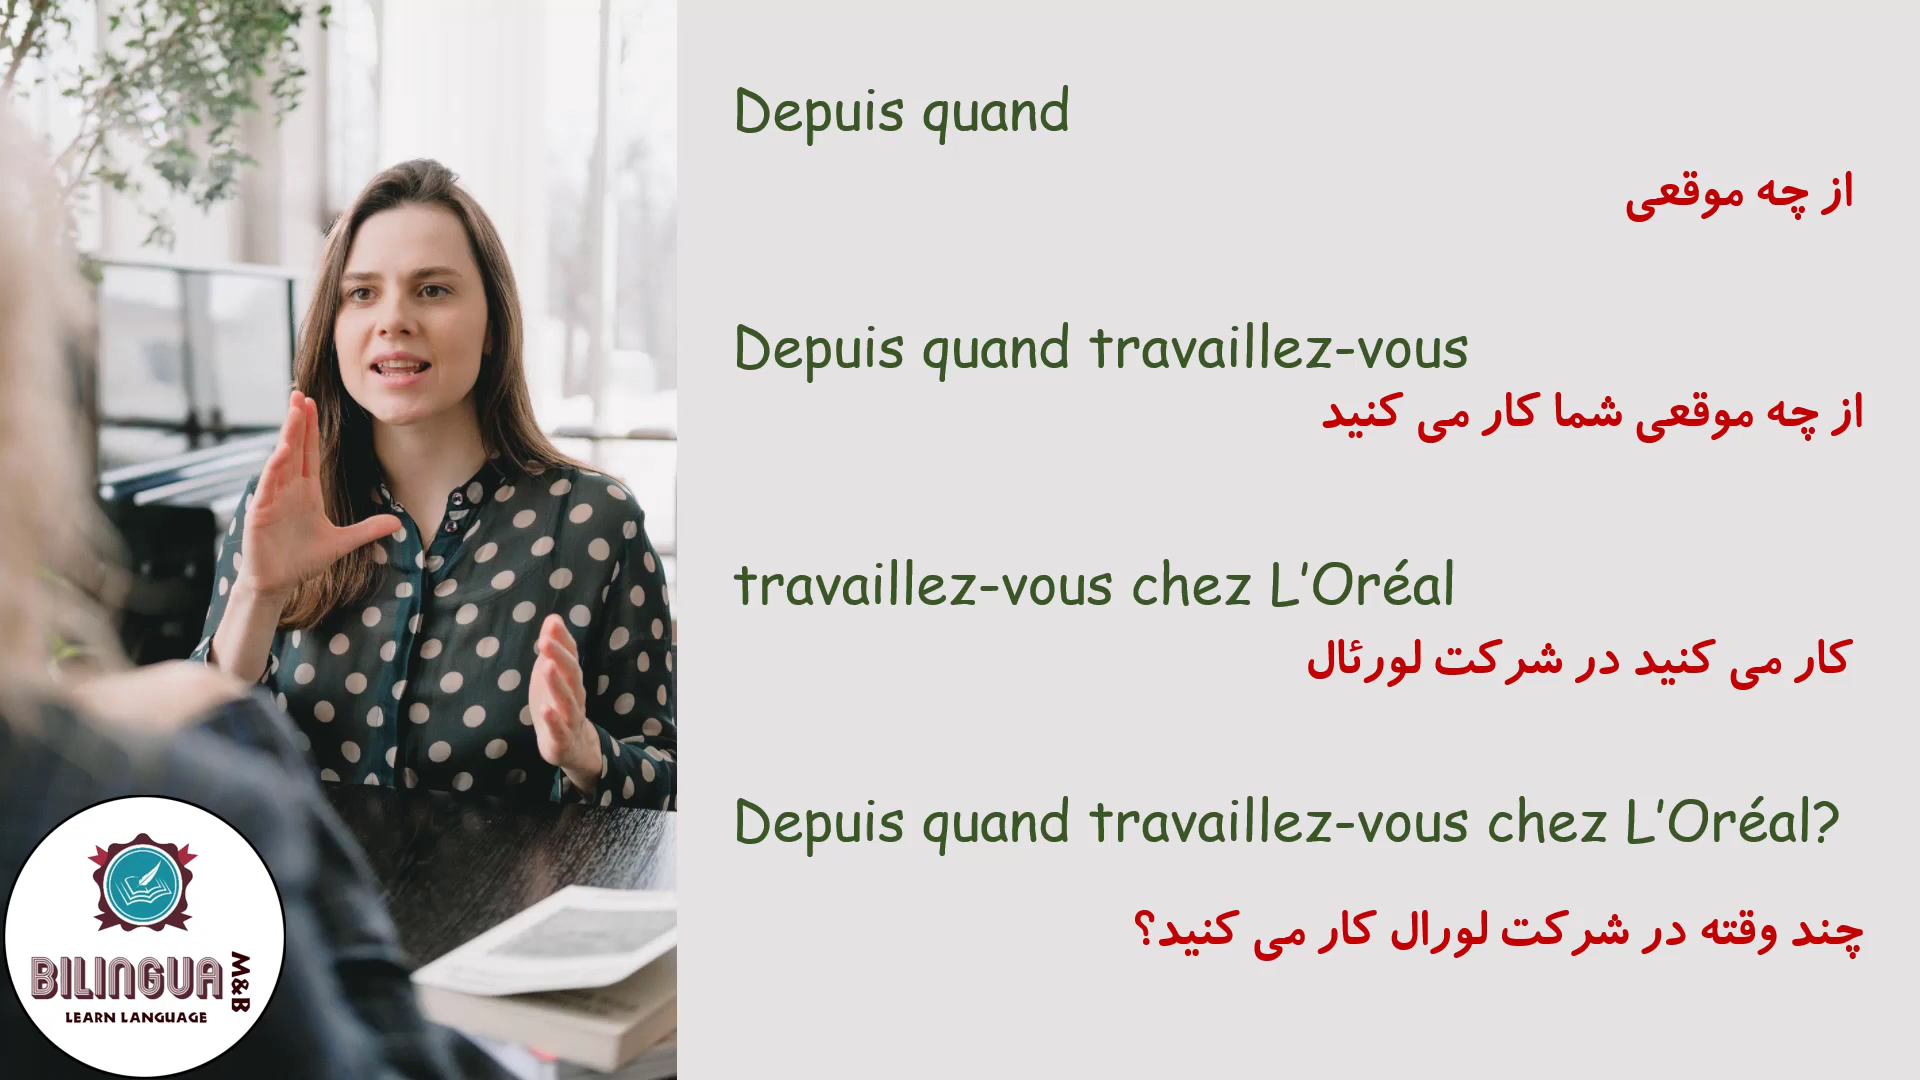 Depuis quand
از چه موقعی
Depuis quand travaillez-vous
از چه موقعی شما کار می کنید
travaillez-vous chez L’Oréal
کار می کنید در شرکت لورئال
Depuis quand travaillez-vous chez L’Oréal?
چند وقته در شرکت لورال کار می کنید؟
BILINGUA
M&B
LEARN LANGUAGE